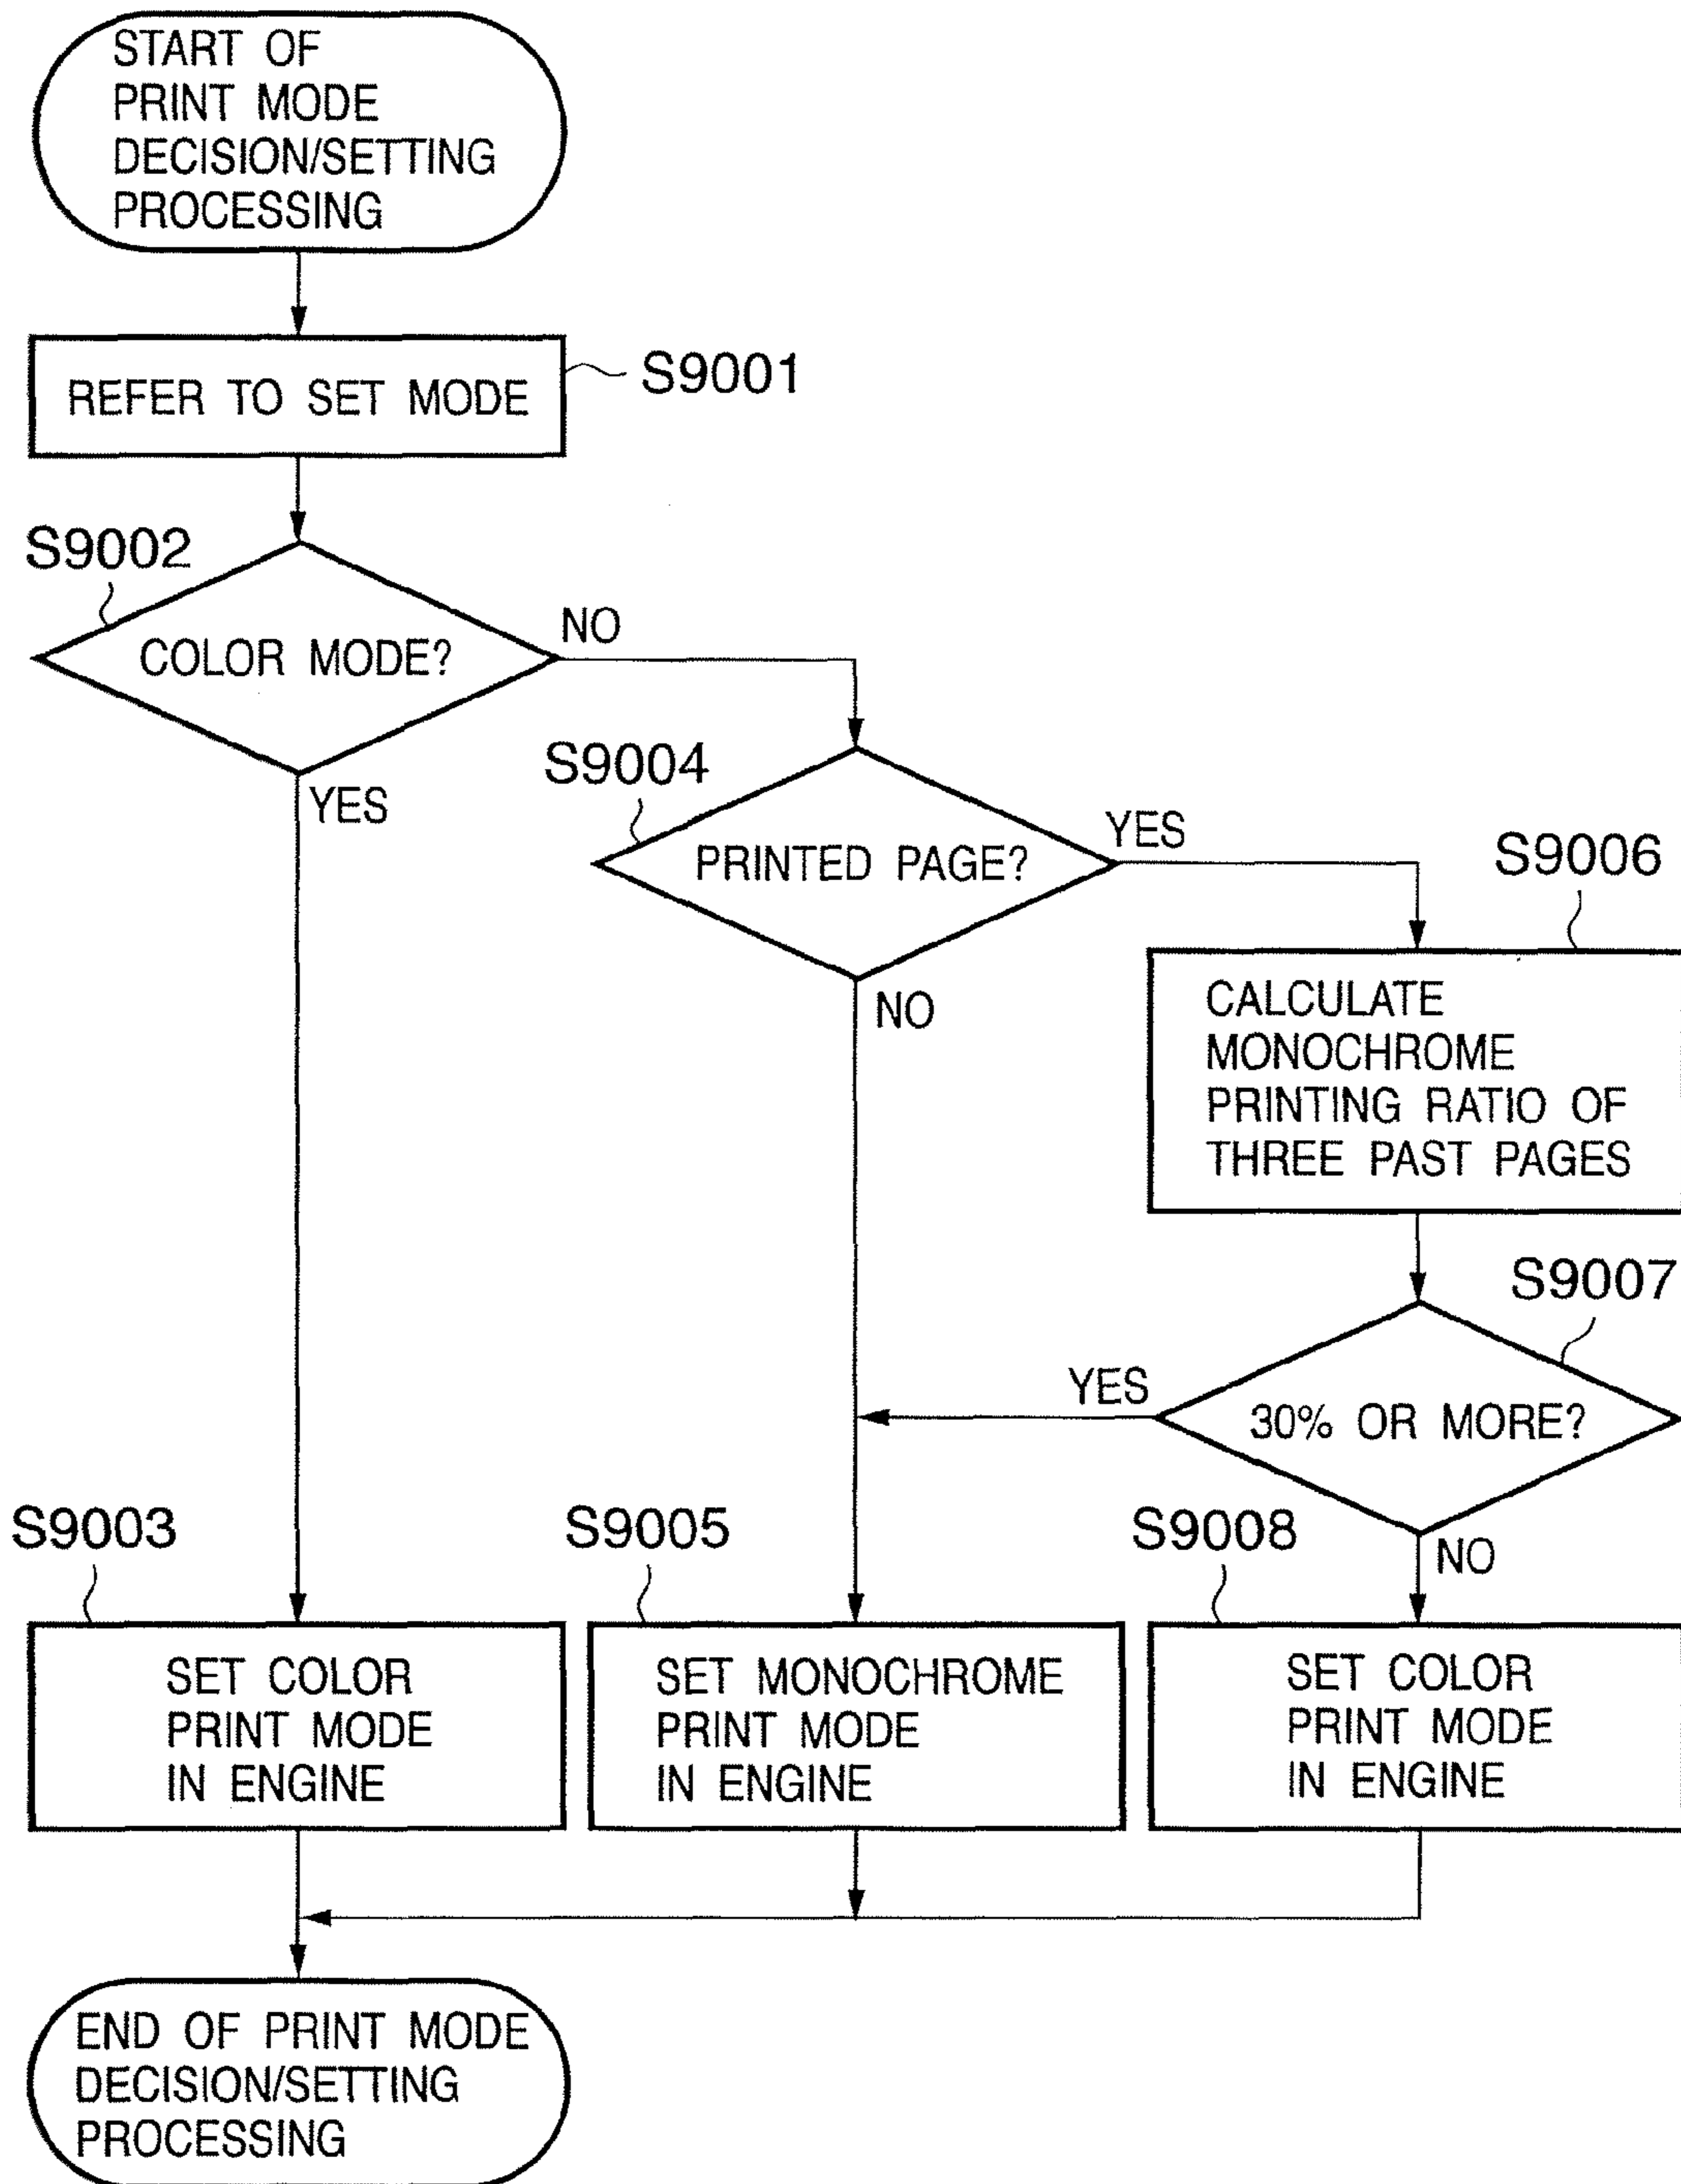 START OF
PRINT MODE
DECISION/SETTING
PROCESSING
REFER TO SET MODE
S9001
S9002
COLOR MODE?
NO
YES
S9004
PRINTED PAGE?
YES
NO
S9006
CALCULATE
MONOCHROME
PRINTING RATIO OF
THREE PAST PAGES
S9007
YES
30% OR MORE?
NO
S9003
SET COLOR
PRINT MODE
IN ENGINE
S9005
SET MONOCHROME
PRINT MODE
IN ENGINE
S9008
SET COLOR
PRINT MODE
IN ENGINE
END OF PRINT MODE
DECISION/SETTING
PROCESSING